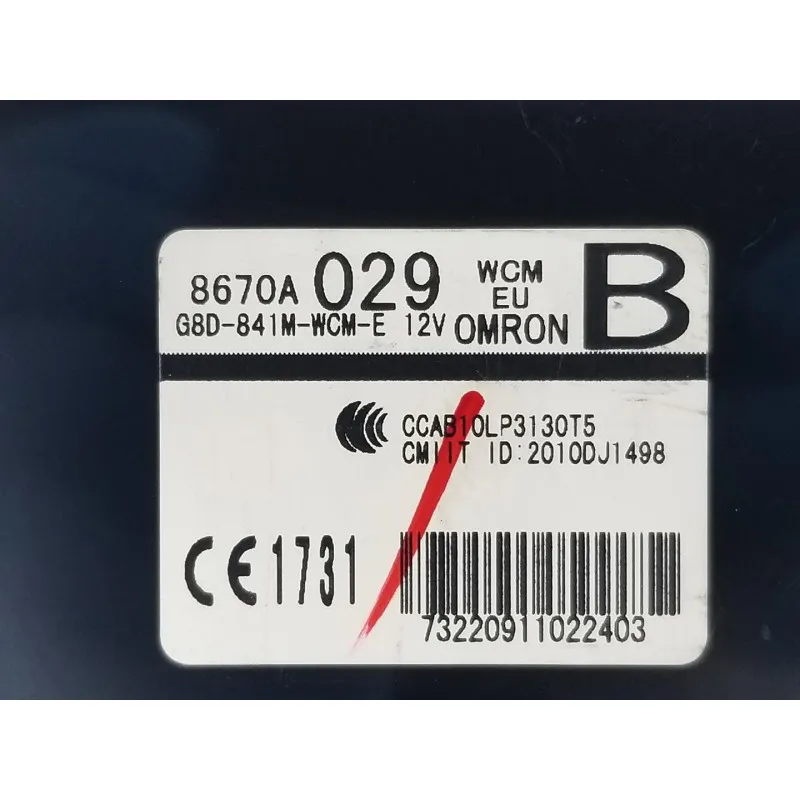 8670A 029 WCM EU B
G8D-841M-WCM-E 12V OMRON
CCAB10LP3130T5
CMIIT ID:2010DJ1498
CE1731
73220911022403